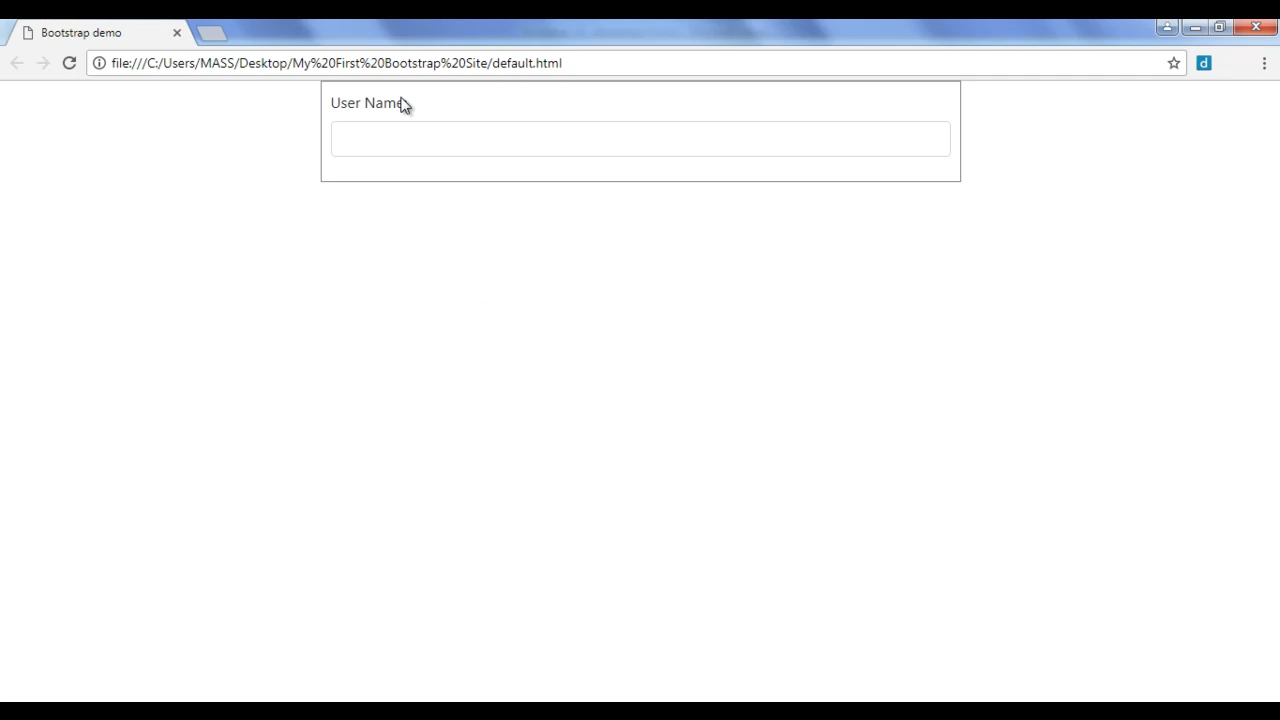 Bootstrap demo
file:///C:/Users/MASS/Desktop/My%20First%20Bootstrap%20Site/default.html
d
User Name